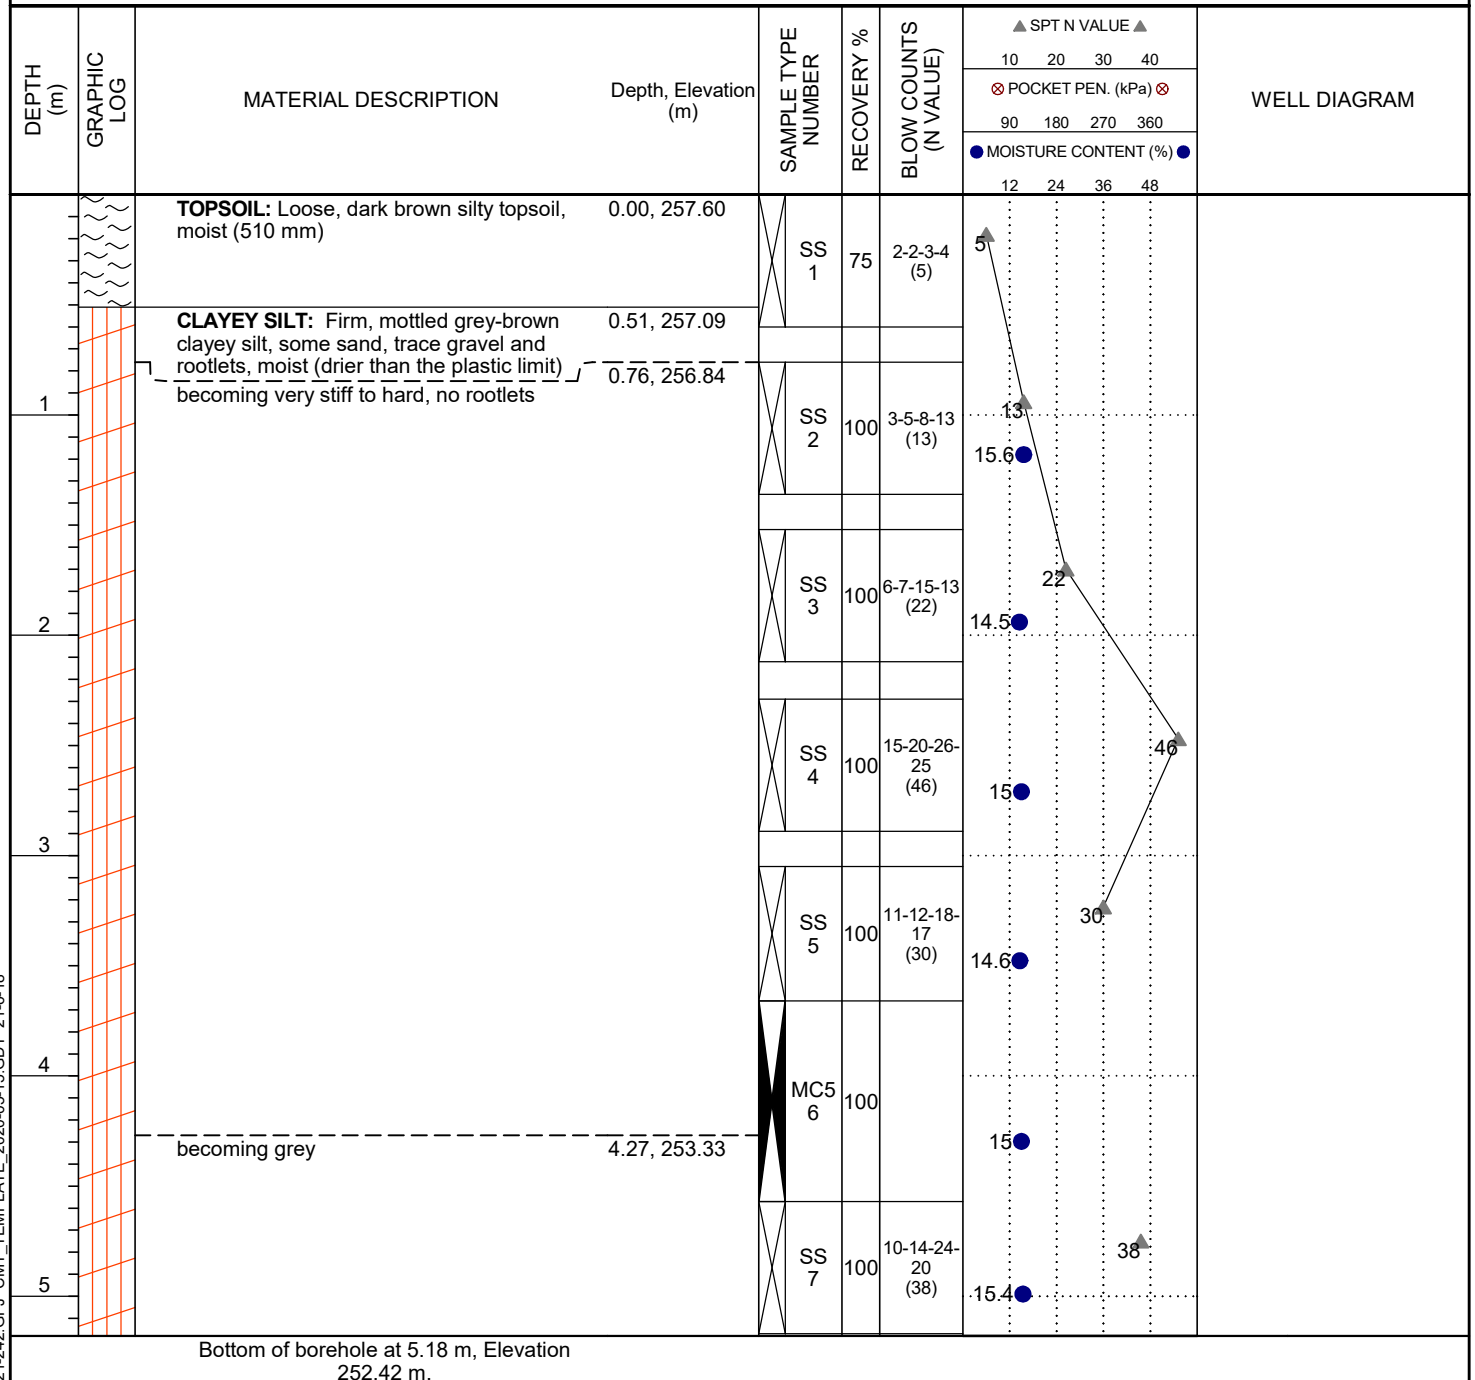 DEPTH
(m)
GRAPHIC
LOG
MATERIAL DESCRIPTION
Depth, Elevation
(m)
SAMPLE TYPE
NUMBER
RECOVERY %
BLOW COUNTS
(N VALUE)
SPT N VALUE
10 20 30 40
POCKET PEN. (kPa)
90 180 270 360
MOISTURE CONTENT (%)
12 24 36 48
WELL DIAGRAM
TOPSOIL: Loose, dark brown silty topsoil,
moist (510 mm)
0.00, 257.60
SS
1
75
2-2-3-4
(5)
5
CLAYEY SILT: Firm, mottled grey-brown
clayey silt, some sand, trace gravel and
rootlets, moist (drier than the plastic limit)
0.51, 257.09
becoming very stiff to hard, no rootlets
0.76, 256.84
1
SS
2
100
3-5-8-13
(13)
13
15.6
SS
3
100
6-7-15-13
(22)
22
2
14.5
SS
4
100
15-20-26-
25
(46)
46
15
3
SS
5
100
11-12-18-
17
(30)
30
14.6
4
MC5
6
100
15
becoming grey
4.27, 253.33
SS
7
100
10-14-24-
20
(38)
38
5
15.4
Bottom of borehole at 5.18 m, Elevation
252.42 m.